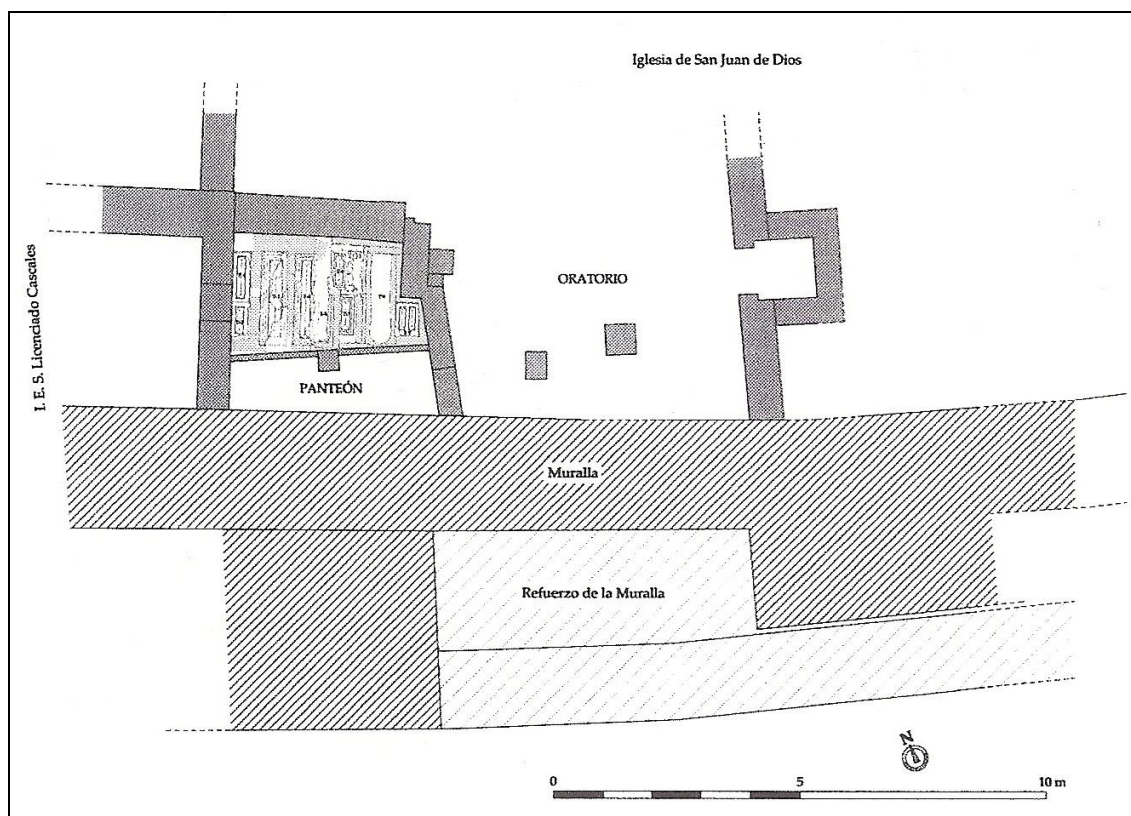 Iglesia de San Juan de Dios
I. E. S. Licenciado Cascales
ORATORIO
PANTEÓN
Muralla
Refuerzo de la Muralla
N
0
5
10 m